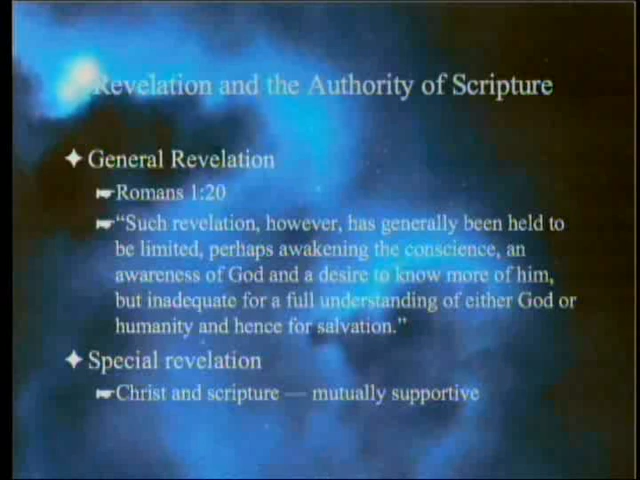 Revelation and the Authority of Scripture
General Revelation
Romans 1:20
“Such revelation, however, has generally been held to
be limited, perhaps awakening the conscience, an
awareness of God and a desire to know more of him,
but inadequate for a full understanding of either God or
humanity and hence for salvation.”
Special revelation
Christ and scripture — mutually supportive